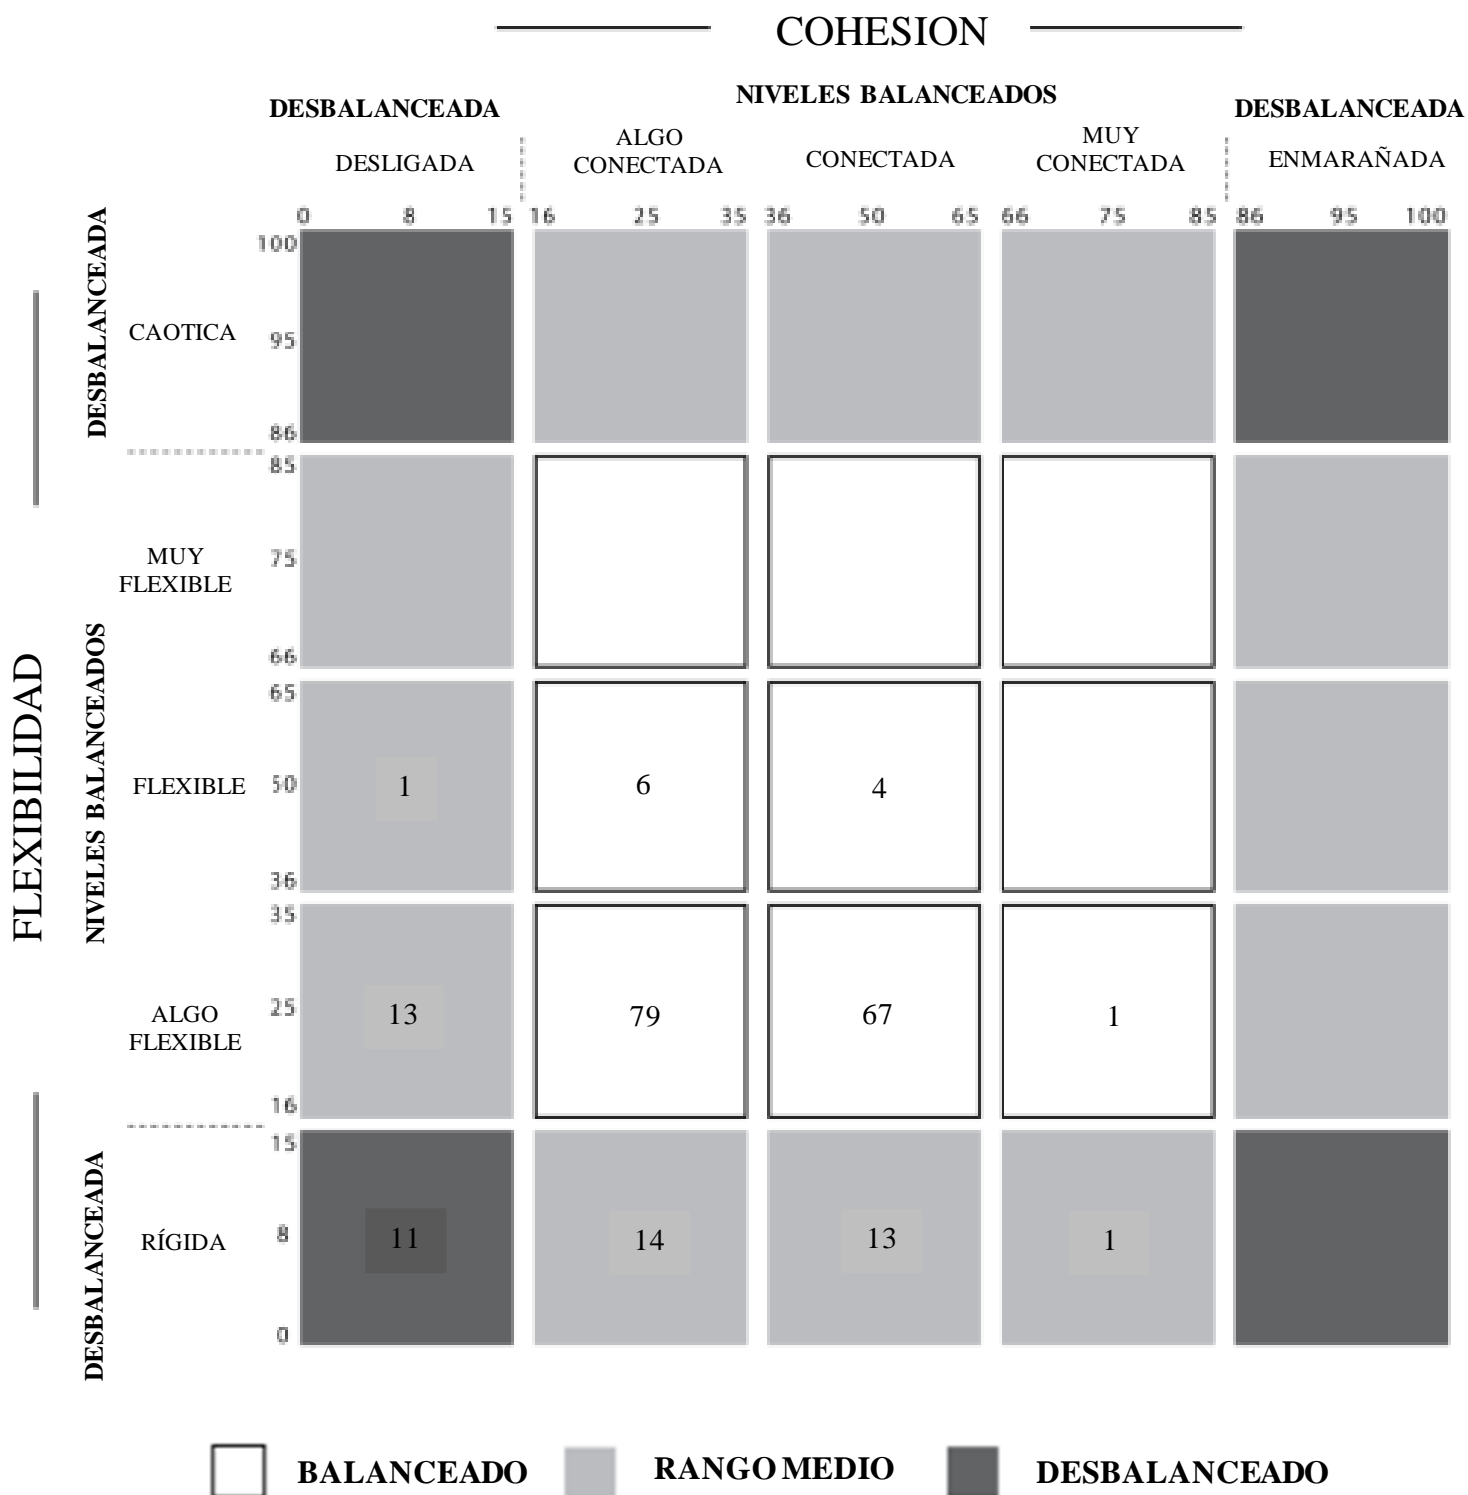 COHESION
NIVELES BALANCEADOS
DESBALANCEADA
DESBALANCEADA
DESLIGADA
ALGO
CONECTADA
CONECTADA
MUY
CONECTADA
ENMARAÑADA
0 8 15 16 25 35 36 50 65 66 75 85 86 95 100
FLEXIBILIDAD
DESBALANCEADA
CAOTICA
100
95
86
NIVELES BALANCEADOS
MUY
FLEXIBLE
85
75
66
FLEXIBLE
65
50
36
1 6 4
ALGO
FLEXIBLE
35
25
16
13 79 67 1
DESBALANCEADA
RÍGIDA
15
8
0
11 14 13 1
BALANCEADO RANGO MEDIO DESBALANCEADO